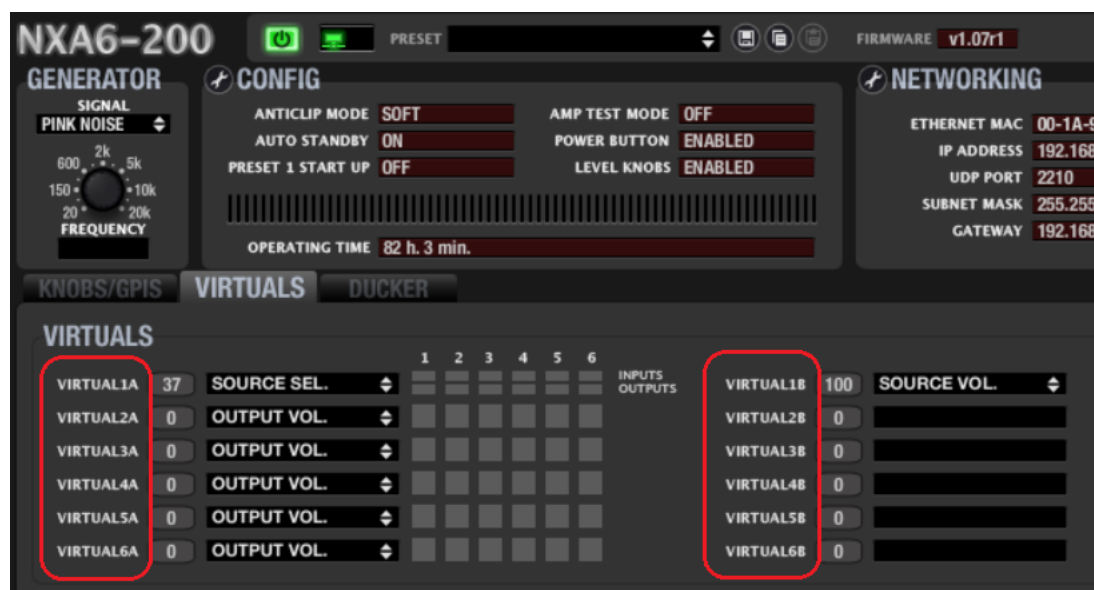 NXA6-200
PRESET
FIRMWARE v1.07r1
GENERATOR
SIGNAL
PINK NOISE
2k
600 5k
150 10k
20 20k
FREQUENCY
CONFIG
ANTICLIP MODE SOFT AMP TEST MODE OFF
AUTO STANDBY ON POWER BUTTON ENABLED
PRESET 1 START UP OFF LEVEL KNOBS ENABLED
OPERATING TIME 82 h. 3 min.
NETWORKING
ETHERNET MAC 00-1A-9
IP ADDRESS 192.168
UDP PORT 2210
SUBNET MASK 255.255
GATEWAY 192.168
KNOBS/GPIS VIRTUALS DUCKER
VIRTUALS
1 2 3 4 5 6
INPUTS
OUTPUTS
VIRTUAL1A 37 SOURCE SEL. VIRTUAL1B 100 SOURCE VOL.
VIRTUAL2A 0 OUTPUT VOL. VIRTUAL2B 0
VIRTUAL3A 0 OUTPUT VOL. VIRTUAL3B 0
VIRTUAL4A 0 OUTPUT VOL. VIRTUAL4B 0
VIRTUAL5A 0 OUTPUT VOL. VIRTUAL5B 0
VIRTUAL6A 0 OUTPUT VOL. VIRTUAL6B 0